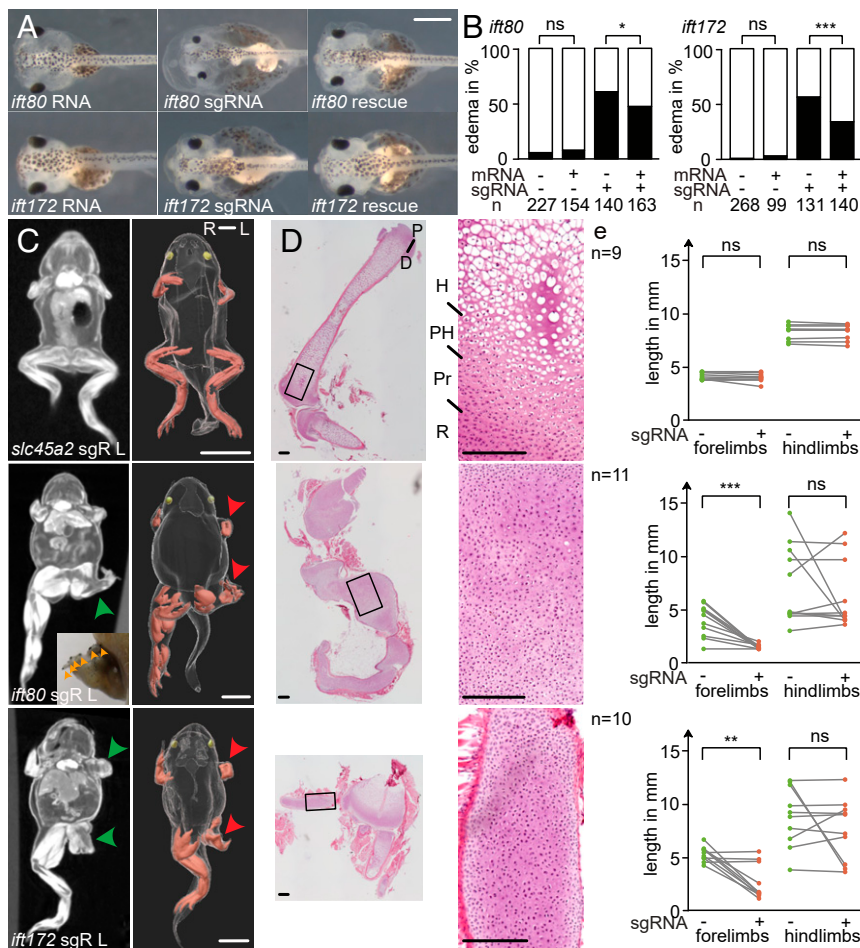 A
ift80 RNA
ift80 sgRNA
ift80 rescue
ift172 RNA
ift172 sgRNA
ift172 rescue
B
ift80
ns
*
edema in %
100
50
0
mRNA - + - +
sgRNA - - + +
n 227 154 140 163
ift172
ns
***
edema in %
100
50
0
mRNA - + - +
sgRNA - - + +
n 268 99 131 140
C
R L
slc45a2 sgR L
ift80 sgR L
ift172 sgR L
D
P
D
H
PH
Pr
R
e
n=9
ns
ns
length in mm
15
10
5
0
sgRNA - + - +
forelimbs hindlimbs
n=11
***
ns
length in mm
15
10
5
0
sgRNA - + - +
forelimbs hindlimbs
n=10
**
ns
length in mm
15
10
5
0
sgRNA - + - +
forelimbs hindlimbs